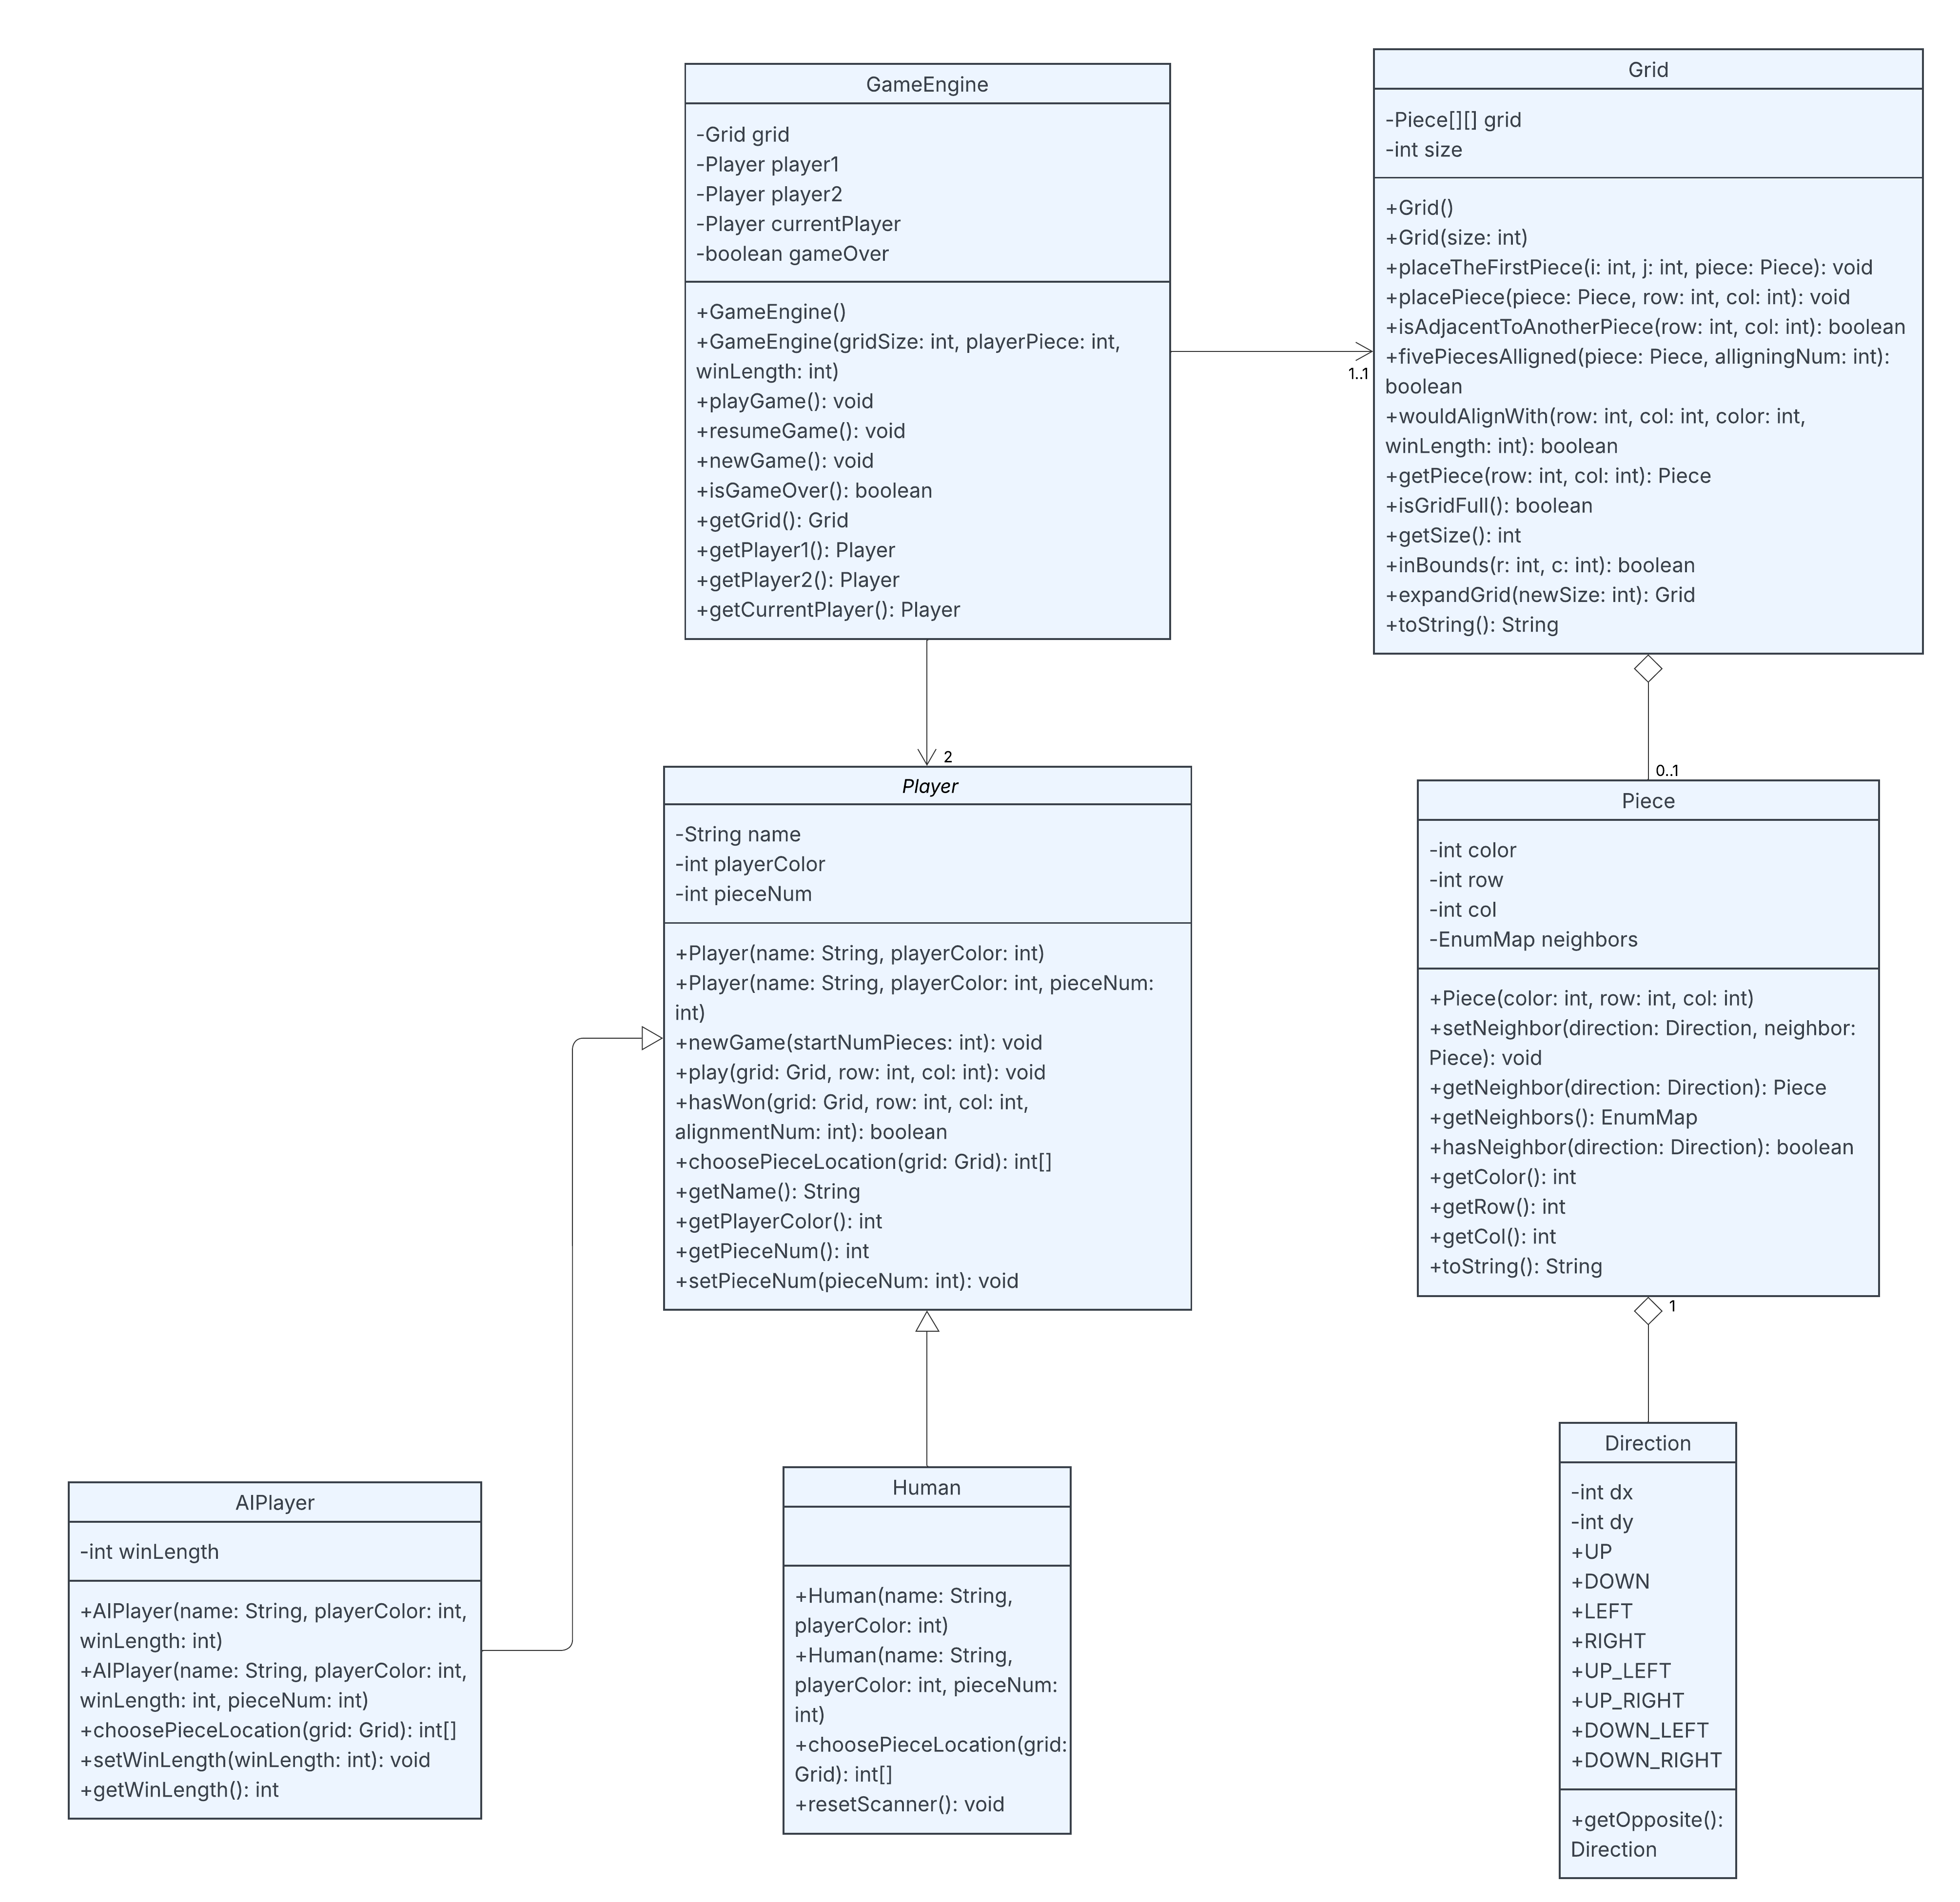 GameEngine
-Grid grid
-Player player1
-Player player2
-Player currentPlayer
-boolean gameOver
+GameEngine()
+GameEngine(gridSize: int, playerPiece: int,
winLength: int)
+playGame(): void
+resumeGame(): void
+newGame(): void
+isGameOver(): boolean
+getGrid(): Grid
+getPlayer1(): Player
+getPlayer2(): Player
+getCurrentPlayer(): Player
1..1
Grid
-Piece[][] grid
-int size
+Grid()
+Grid(size: int)
+placeTheFirstPiece(i: int, j: int, piece: Piece): void
+placePiece(piece: Piece, row: int, col: int): void
+isAdjacentToAnotherPiece(row: int, col: int): boolean
+fivePiecesAlligned(piece: Piece, alligningNum: int):
boolean
+wouldAlignWith(row: int, col: int, color: int,
winLength: int): boolean
+getPiece(row: int, col: int): Piece
+isGridFull(): boolean
+getSize(): int
+inBounds(r: int, c: int): boolean
+expandGrid(newSize: int): Grid
+toString(): String
2
Player
-String name
-int playerColor
-int pieceNum
+Player(name: String, playerColor: int)
+Player(name: String, playerColor: int, pieceNum:
int)
+newGame(startNumPieces: int): void
+play(grid: Grid, row: int, col: int): void
+hasWon(grid: Grid, row: int, col: int,
alignmentNum: int): boolean
+choosePieceLocation(grid: Grid): int[]
+getName(): String
+getPlayerColor(): int
+getPieceNum(): int
+setPieceNum(pieceNum: int): void
0..1
Piece
-int color
-int row
-int col
-EnumMap neighbors
+Piece(color: int, row: int, col: int)
+setNeighbor(direction: Direction, neighbor:
Piece): void
+getNeighbor(direction: Direction): Piece
+getNeighbors(): EnumMap
+hasNeighbor(direction: Direction): boolean
+getColor(): int
+getRow(): int
+getCol(): int
+toString(): String
1
AIPlayer
-int winLength
+AIPlayer(name: String, playerColor: int,
winLength: int)
+AIPlayer(name: String, playerColor: int,
winLength: int, pieceNum: int)
+choosePieceLocation(grid: Grid): int[]
+setWinLength(winLength: int): void
+getWinLength(): int
Human
+Human(name: String,
playerColor: int)
+Human(name: String,
playerColor: int, pieceNum:
int)
+choosePieceLocation(grid:
Grid): int[]
+resetScanner(): void
Direction
-int dx
-int dy
+UP
+DOWN
+LEFT
+RIGHT
+UP_LEFT
+UP_RIGHT
+DOWN_LEFT
+DOWN_RIGHT
+getOpposite():
Direction